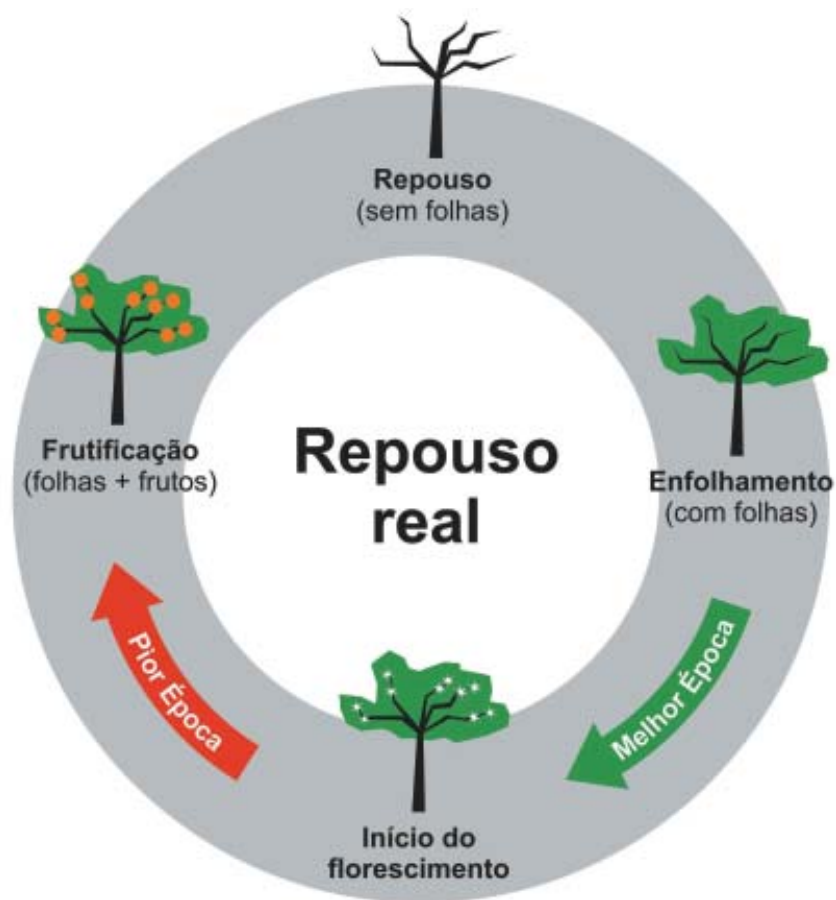 Repouso
(sem folhas)
Frutificação
(folhas + frutos)
Repouso
real
Enfolhamento
(com folhas)
Pior Época
Melhor Época
Início do
florescimento